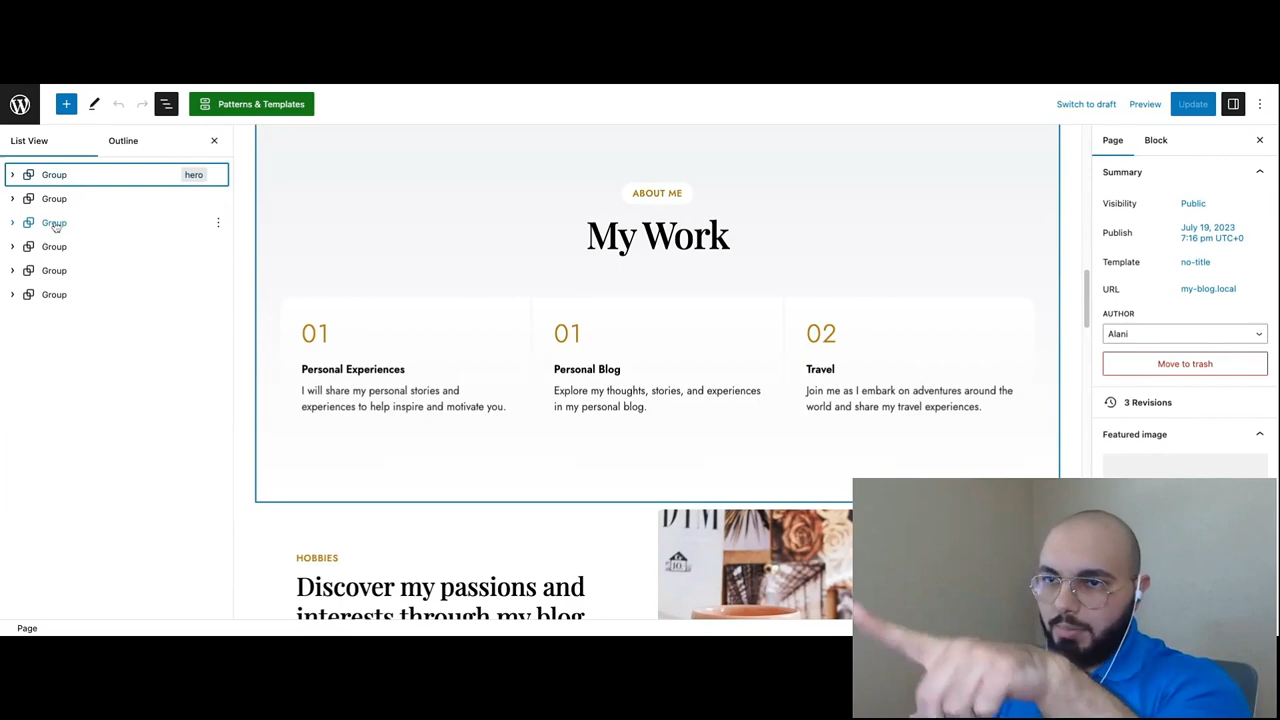 Patterns & Templates
Switch to draft
Preview
Update
List View
Outline
Page
Block
Group
hero
Group
Group
Group
Group
Group
Summary
Visibility
Public
Publish
July 19, 2023
7:16 pm UTC+0
Template
no-title
URL
my-blog.local
AUTHOR
Alani
Move to trash
3 Revisions
Featured image
ABOUT ME
My Work
01
Personal Experiences
I will share my personal stories and
experiences to help inspire and motivate you.
01
Personal Blog
Explore my thoughts, stories, and experiences
in my personal blog.
02
Travel
Join me as I embark on adventures around the
world and share my travel experiences.
HOBBIES
Discover my passions and
interests through my blog
Page